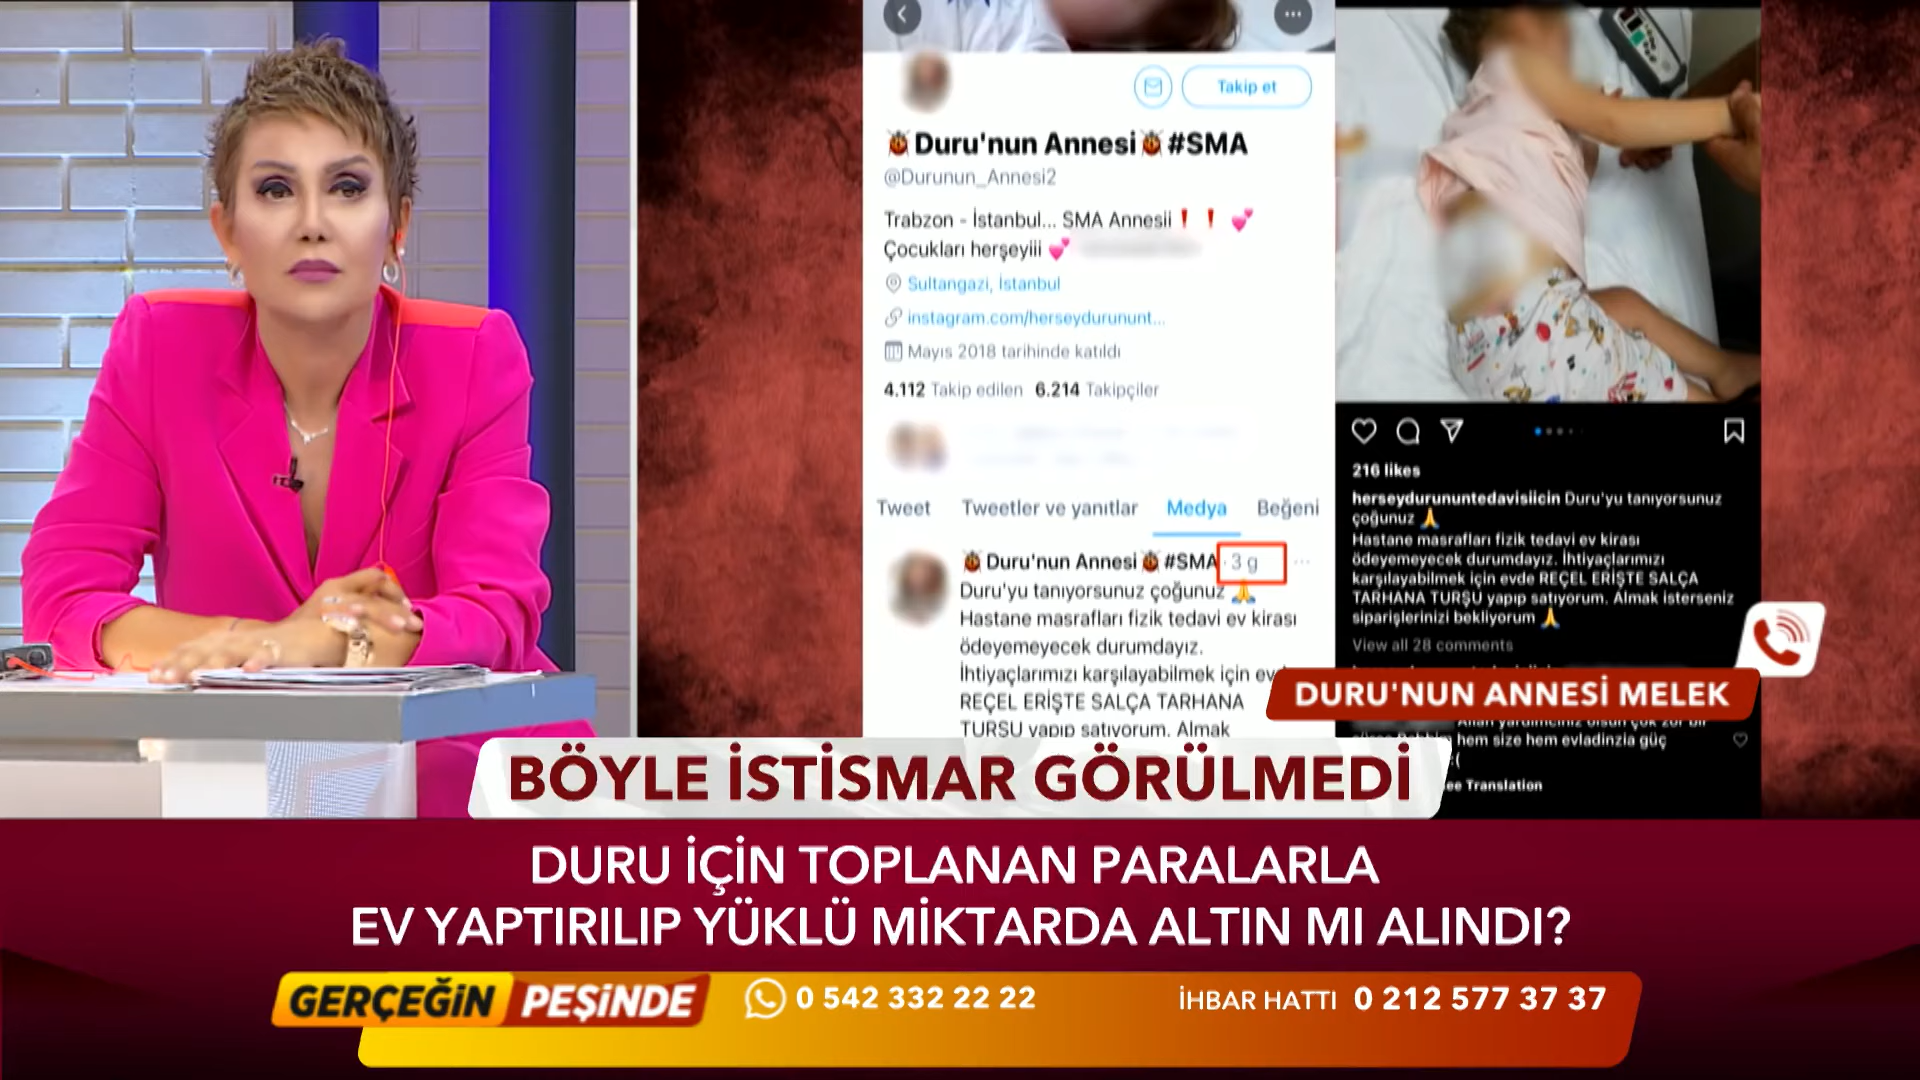 Takip et
🐞Duru'nun Annesi🐞#SMA
@Durunun_Annesi2
Trabzon - İstanbul... SMA Annesii❗❗💕
Çocukları herşeyiii 💕
Sultangazi, İstanbul
instagram.com/herseydurununt...
Mayıs 2018 tarihinde katıldı
4.112 Takip edilen 6.214 Takipçiler
Tweet Tweetler ve yanıtlar Medya Beğeni
🐞Duru'nun Annesi🐞#SMA · 3 g
Duru'yu tanıyorsunuz çoğunuz 🙏
Hastane masrafları fizik tedavi ev kirası
ödeyemeyecek durumdayız.
İhtiyaçlarımızı karşılayabilmek için ev
REÇEL ERİŞTE SALÇA TARHANA
TURŞU yapıp satıyorum. Almak
216 likes
herseydurununtedavisiicin Duru'yu tanıyorsunuz
çoğunuz 🙏
Hastane masrafları fizik tedavi ev kirası
ödeyemeyecek durumdayız. İhtiyaçlarımızı
karşılayabilmek için evde REÇEL ERİŞTE SALÇA
TARHANA TURŞU yapıp satıyorum. Almak isterseniz
siparişlerinizi bekliyorum 🙏
View all 28 comments
hem size hem evladinzia güç
:(
ee Translation
DURU'NUN ANNESİ MELEK
BÖYLE İSTİSMAR GÖRÜLMEDİ
DURU İÇİN TOPLANAN PARALARLA
EV YAPTIRILIP YÜKLÜ MİKTARDA ALTIN MI ALINDI?
GERÇEĞİN PEŞİNDE 0 542 332 22 22 İHBAR HATTI 0 212 577 37 37